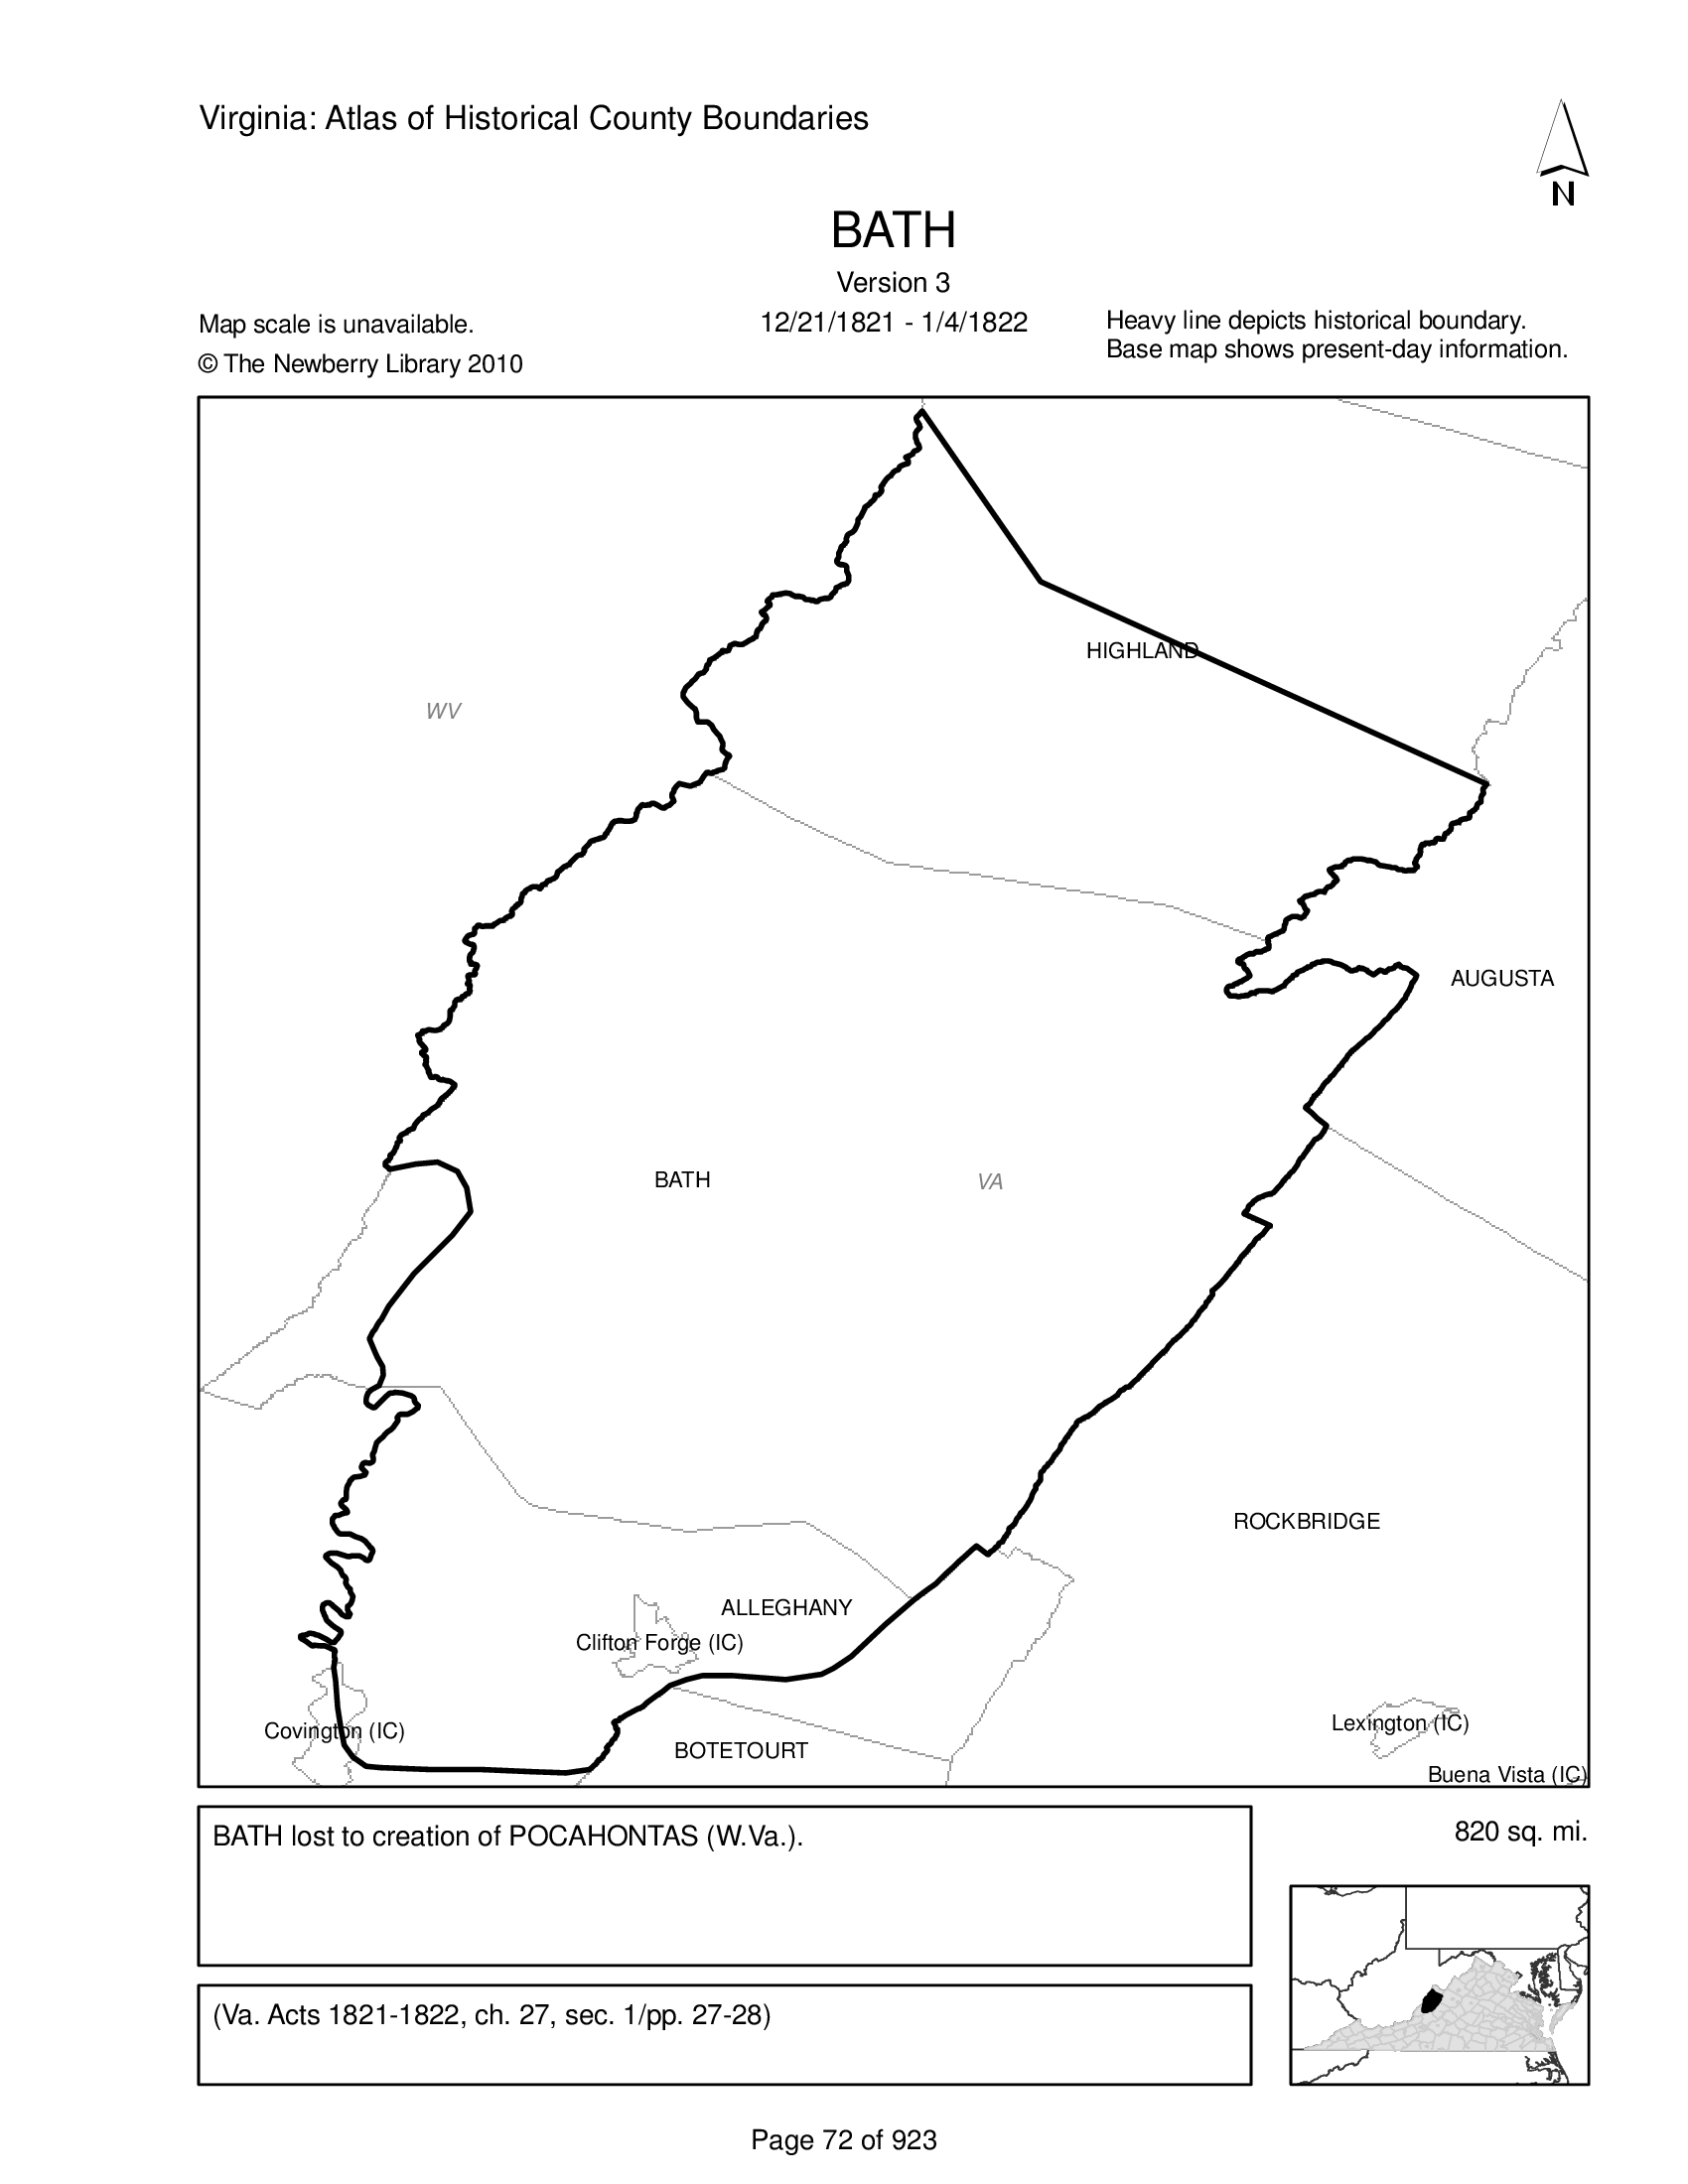 Virginia: Atlas of Historical County Boundaries
N
BATH
Version 3
12/21/1821 - 1/4/1822
Map scale is unavailable.
© The Newberry Library 2010
Heavy line depicts historical boundary.
Base map shows present-day information.
HIGHLAND
WV
AUGUSTA
BATH
VA
ROCKBRIDGE
ALLEGHANY
Clifton Forge (IC)
Covington (IC)
Lexington (IC)
BOTETOURT
Buena Vista (IC)
BATH lost to creation of POCAHONTAS (W.Va.).
820 sq. mi.
(Va. Acts 1821-1822, ch. 27, sec. 1/pp. 27-28)
Page 72 of 923